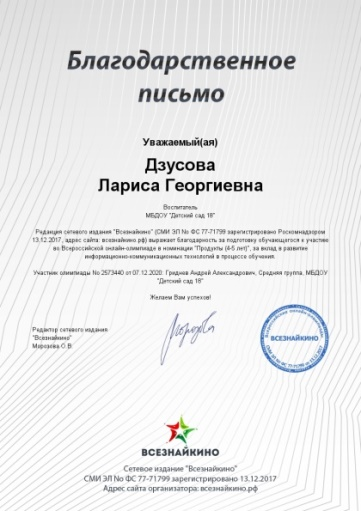 Благодарственное
письмо
Уважаемый(ая)
Дзусова
Лариса Георгиевна
Воспитатель
МБДОУ "Детский сад 18"
Редакция сетевого издания "Всезнайкино" (СМИ ЭЛ № ФС 77-71799 зарегистрировано Роскомнадзором
13.12.2017, адрес сайта: всезнайкино.рф) выражает благодарность за подготовку обучающегося к участию
во Всероссийской онлайн-олимпиаде в номинации "Продукты (4-5 лет)", за вклад в развитие
информационно-коммуникационных технологий в процессе обучения.
Участник олимпиады No 2573440 от 07.12.2020: Гриднев Андрей Александрович, Средняя группа, МБДОУ
"Детский сад 18"
Желаем Вам успехов!
Редактор сетевого издания
"Всезнайкино"
Морозова О.В.
ВСЕЗНАЙКИНО
ВСЕЗНАЙКИНО
Сетевое издание "Всезнайкино"
СМИ ЭЛ № ФС 77-71799 зарегистрировано 13.12.2017
Адрес сайта организатора: всезнайкино.рф